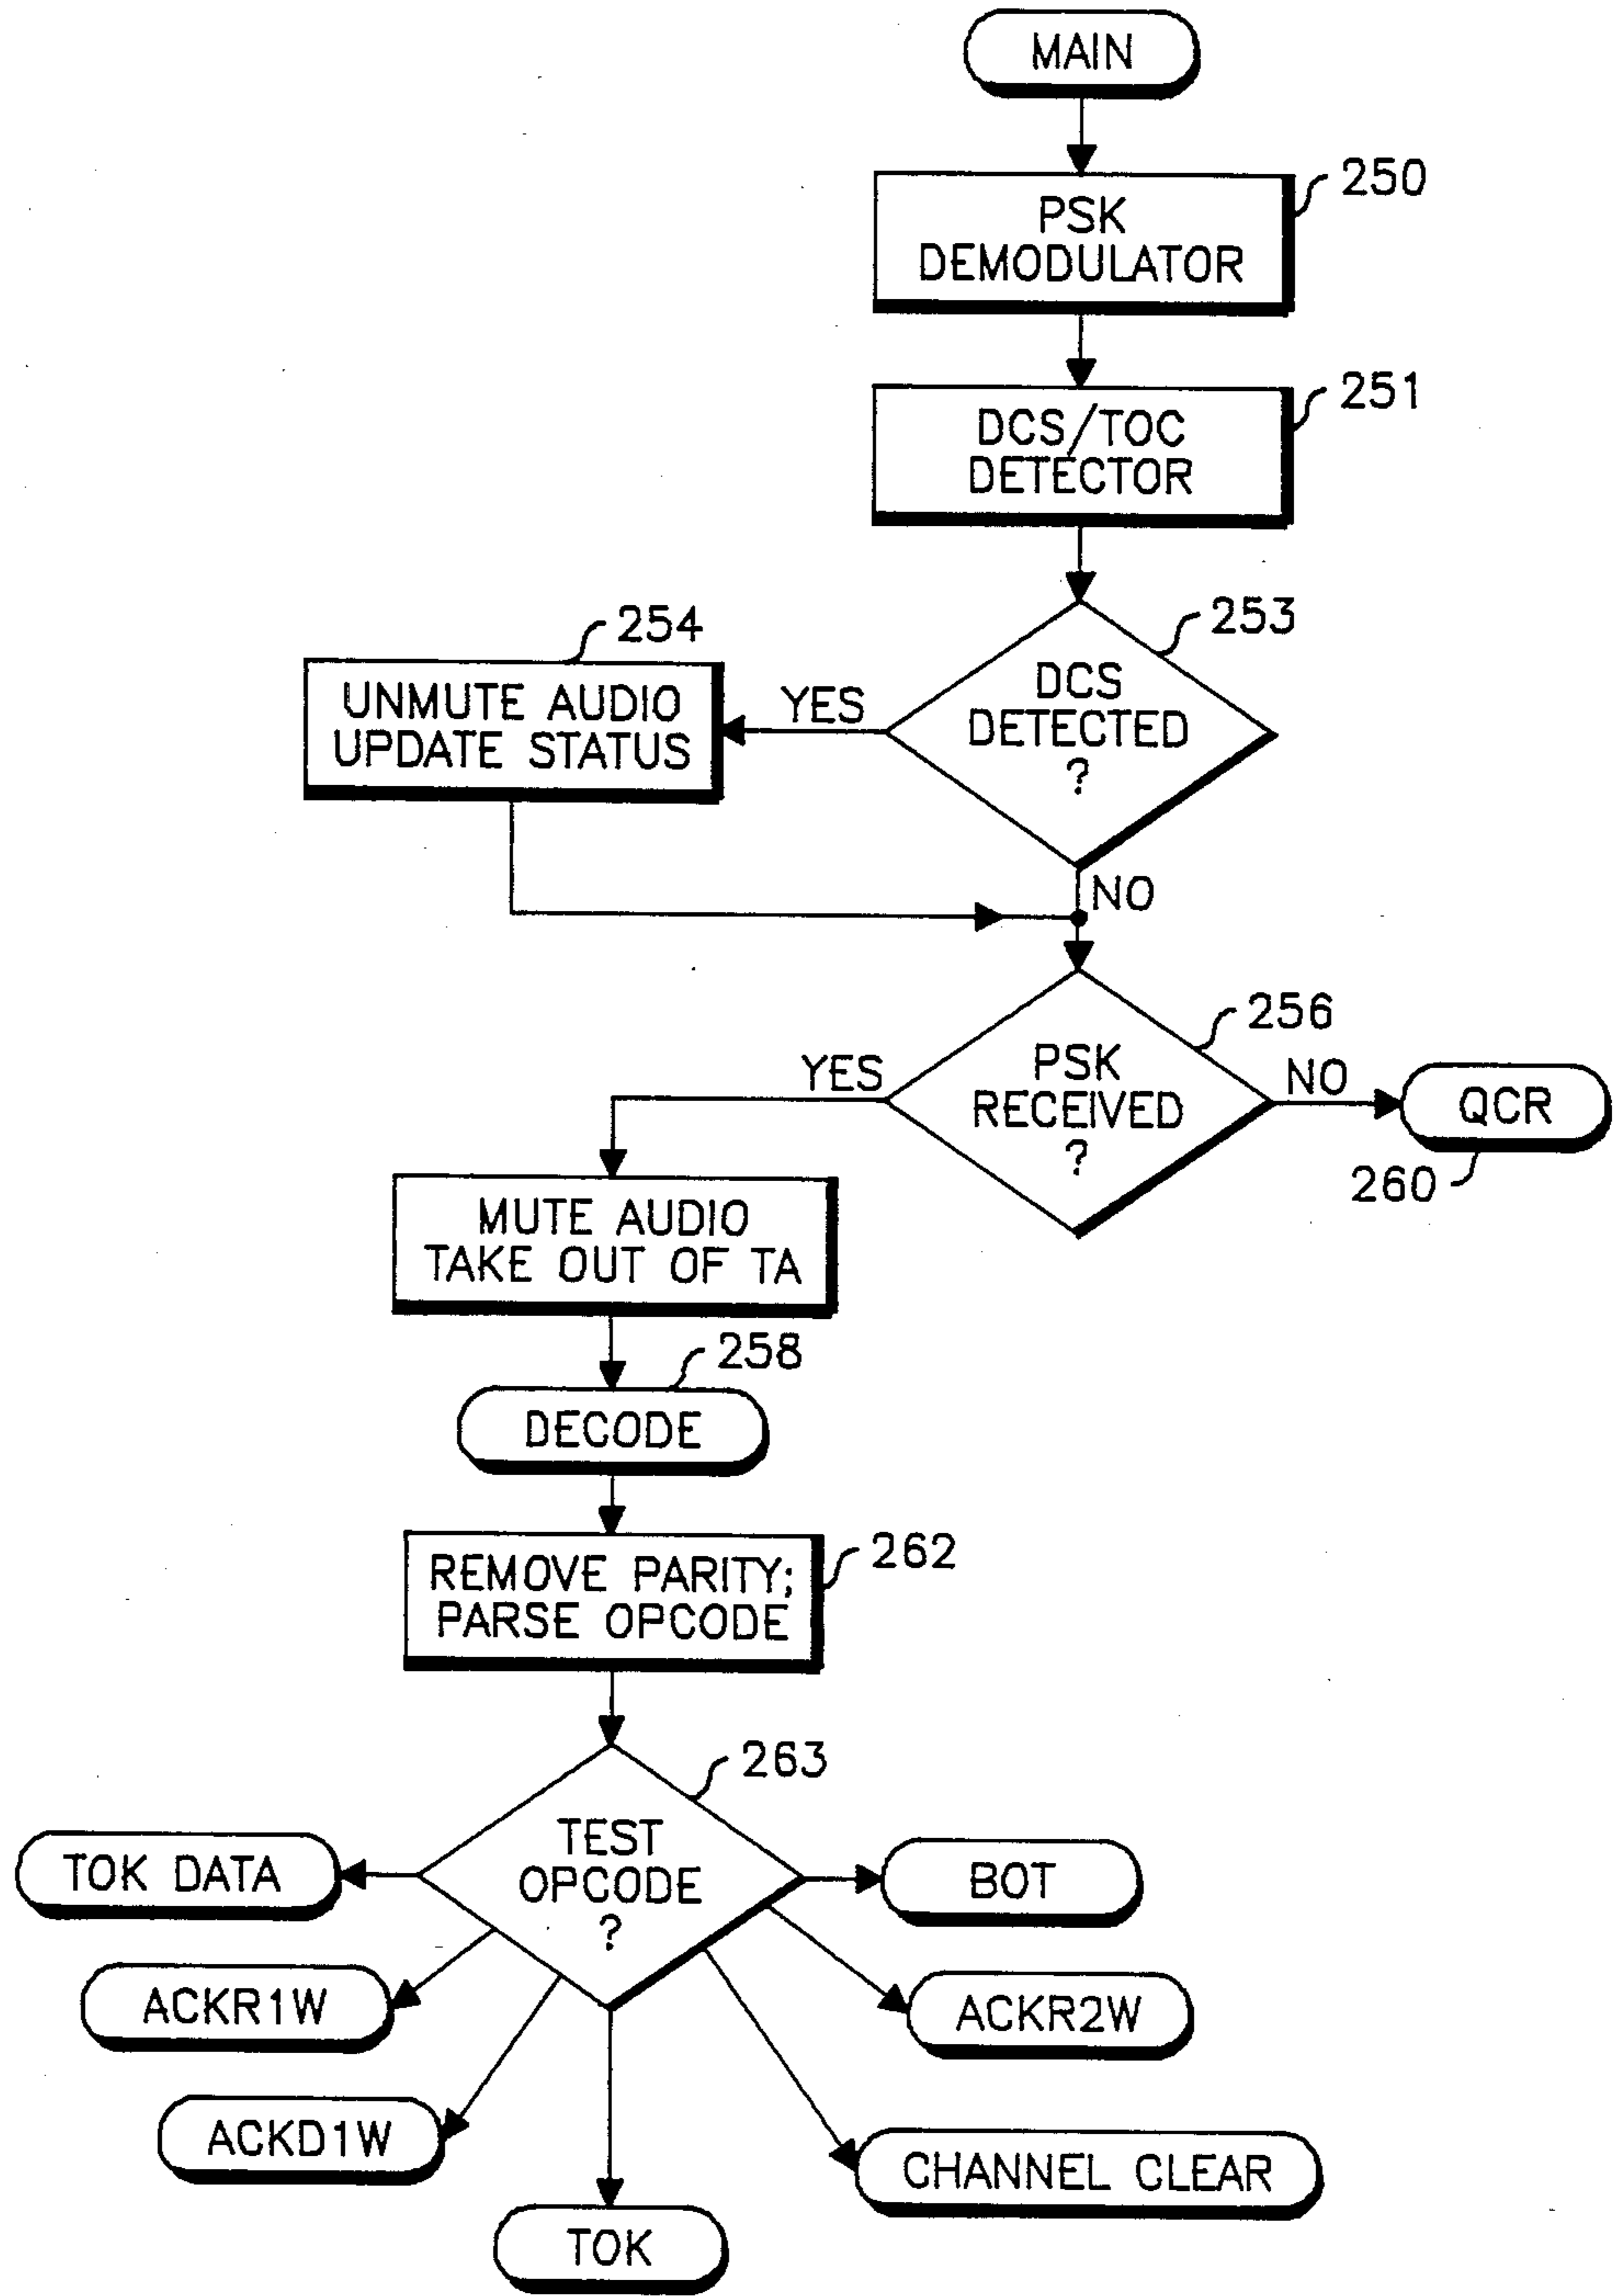 MAIN
250
PSK
DEMODULATOR
251
DCS/TOC
DETECTOR
253
DCS
DETECTED
?
YES
254
UNMUTE AUDIO
UPDATE STATUS
NO
256
PSK
RECEIVED
?
YES
NO
QCR
260
MUTE AUDIO
TAKE OUT OF TA
258
DECODE
262
REMOVE PARITY;
PARSE OPCODE
263
TEST
OPCODE
?
TOK DATA
BOT
ACKR1W
ACKR2W
ACKD1W
CHANNEL CLEAR
TOK